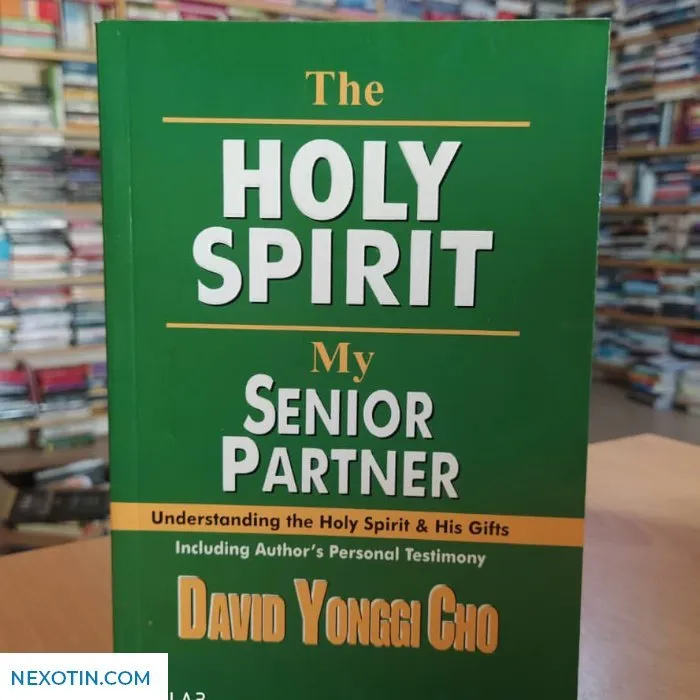 The
HOLY
SPIRIT
My
SENIOR
PARTNER
Understanding the Holy Spirit & His Gifts
Including Author's Personal Testimony
DAVID YONGGI CHO
NEXOTIN.COM